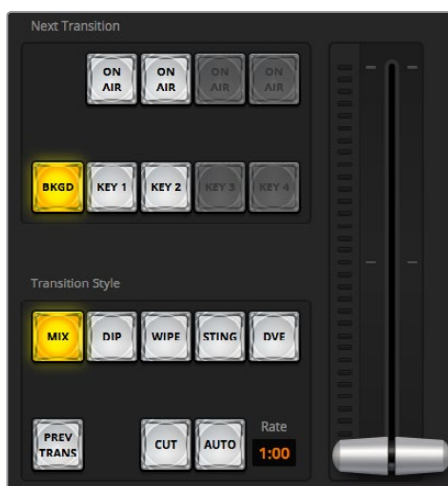 Next Transition
ON AIR ON AIR ON AIR ON AIR
BKGD KEY 1 KEY 2 KEY 3 KEY 4
Transition Style
MIX DIP WIPE STING DVE
Rate
PREV TRANS CUT AUTO 1:00